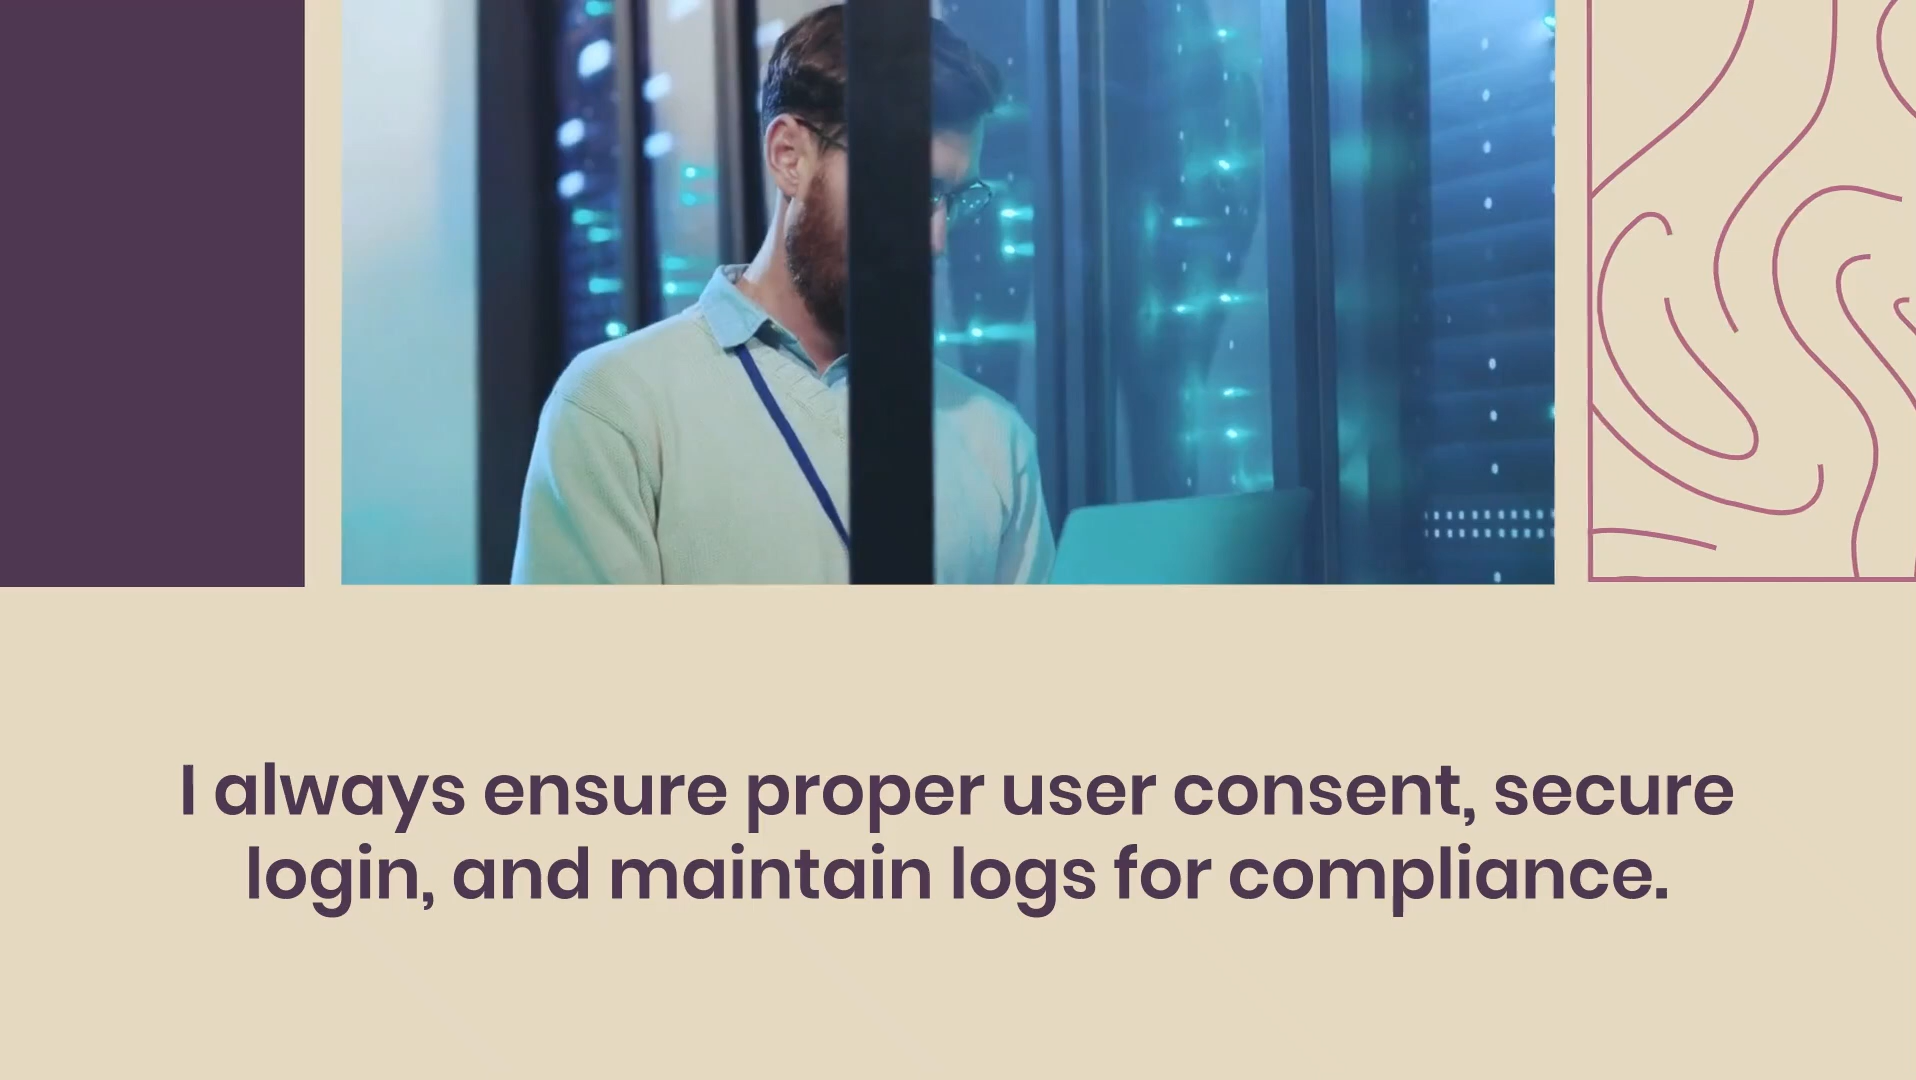 I always ensure proper user consent, secure
login, and maintain logs for compliance.